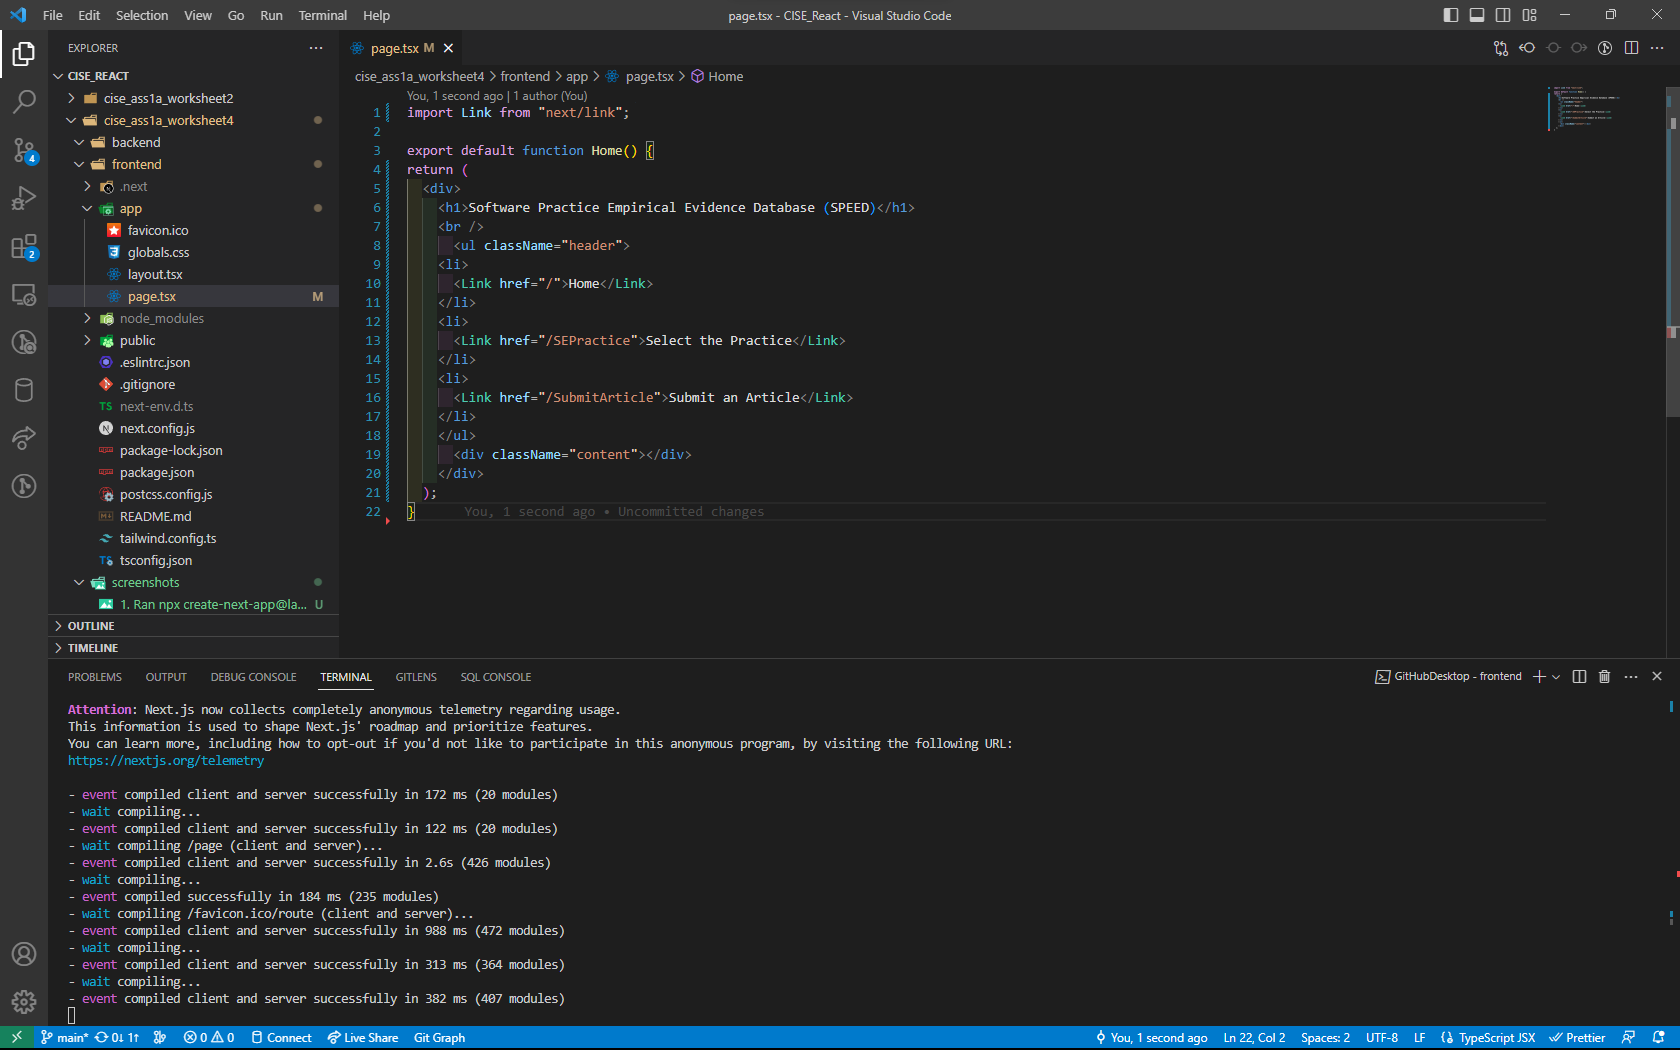 File Edit Selection View Go Run Terminal Help
page.tsx - CISE_React - Visual Studio Code
EXPLORER
CISE_REACT
cise_ass1a_worksheet2
cise_ass1a_worksheet4
backend
frontend
.next
app
favicon.ico
globals.css
layout.tsx
page.tsx M
node_modules
public
.eslintrc.json
.gitignore
TS next-env.d.ts
next.config.js
package-lock.json
package.json
postcss.config.js
README.md
tailwind.config.ts
TS tsconfig.json
screenshots
1. Ran npx create-next-app@la... U
OUTLINE
TIMELINE
4
2
page.tsx M
cise_ass1a_worksheet4 > frontend > app > page.tsx > Home
You, 1 second ago | 1 author (You)
1 import Link from "next/link";
2
3 export default function Home() {
4 return (
5 <div>
6 <h1>Software Practice Empirical Evidence Database (SPEED)</h1>
7 <br />
8 <ul className="header">
9 <li>
10 <Link href="/">Home</Link>
11 </li>
12 <li>
13 <Link href="/SEPractice">Select the Practice</Link>
14 </li>
15 <li>
16 <Link href="/SubmitArticle">Submit an Article</Link>
17 </li>
18 </ul>
19 <div className="content"></div>
20 </div>
21 );
22 } You, 1 second ago • Uncommitted changes
PROBLEMS OUTPUT DEBUG CONSOLE TERMINAL GITLENS SQL CONSOLE
GitHubDesktop - frontend
Attention: Next.js now collects completely anonymous telemetry regarding usage.
This information is used to shape Next.js' roadmap and prioritize features.
You can learn more, including how to opt-out if you'd not like to participate in this anonymous program, by visiting the following URL:
https://nextjs.org/telemetry
- event compiled client and server successfully in 172 ms (20 modules)
- wait compiling...
- event compiled client and server successfully in 122 ms (20 modules)
- wait compiling /page (client and server)...
- event compiled client and server successfully in 2.6s (426 modules)
- wait compiling...
- event compiled successfully in 184 ms (235 modules)
- wait compiling /favicon.ico/route (client and server)...
- event compiled client and server successfully in 988 ms (472 modules)
- wait compiling...
- event compiled client and server successfully in 313 ms (364 modules)
- wait compiling...
- event compiled client and server successfully in 382 ms (407 modules)
main* 0↓ 1↑ 0 0 Connect Live Share Git Graph
You, 1 second ago Ln 22, Col 2 Spaces: 2 UTF-8 LF {} TypeScript JSX Prettier